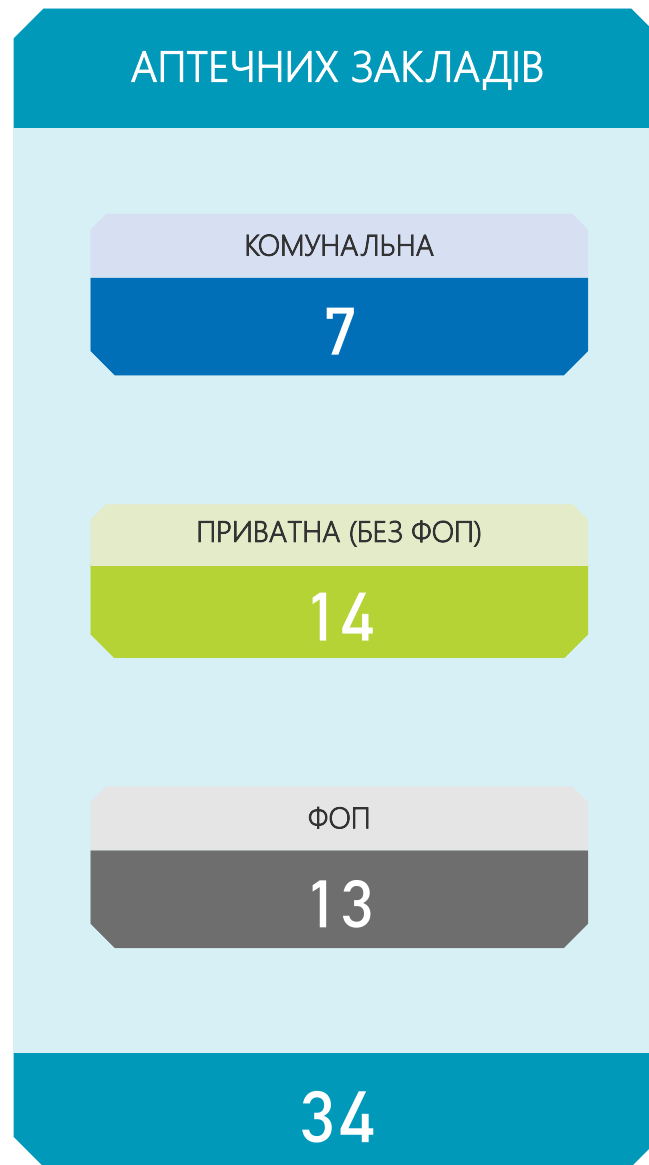 АПТЕЧНИХ ЗАКЛАДІВ
КОМУНАЛЬНА
7
ПРИВАТНА (БЕЗ ФОП)
14
ФОП
13
34